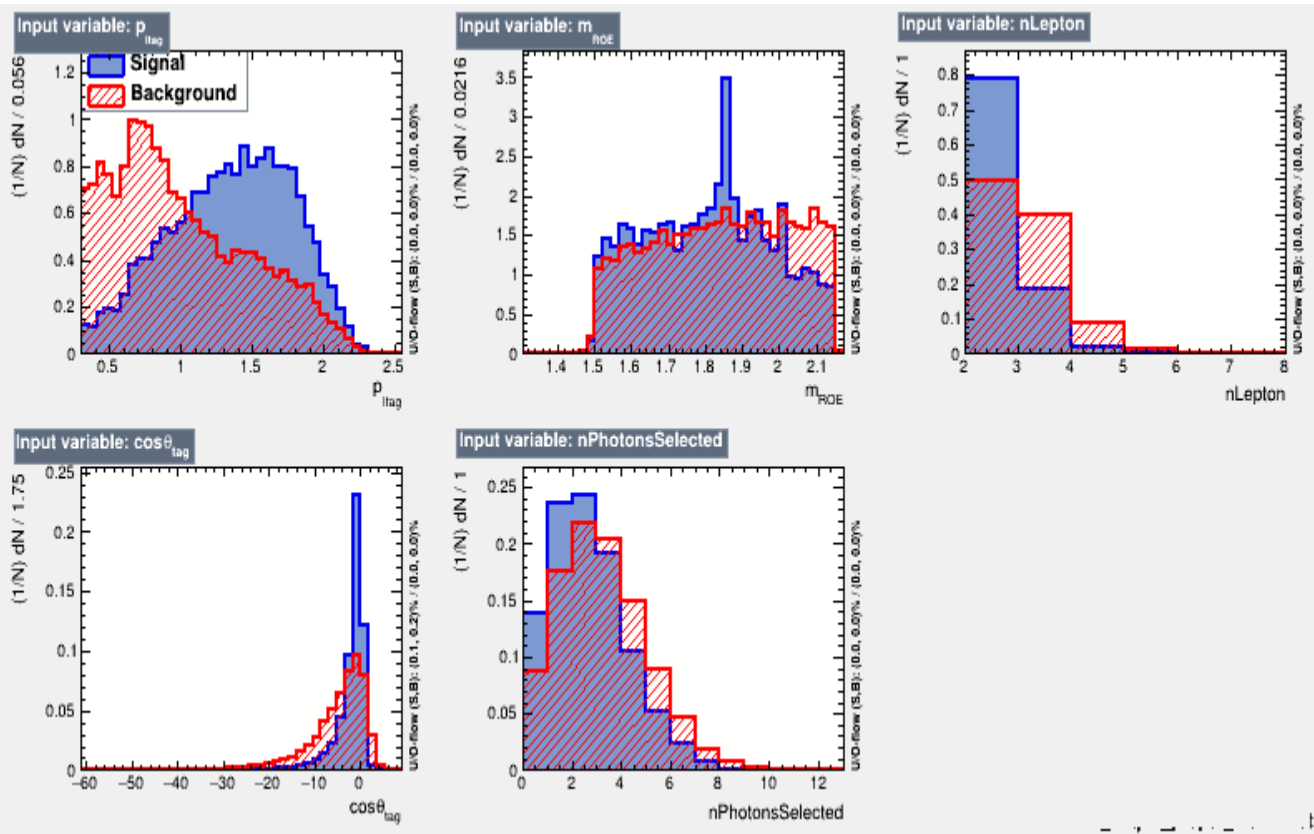 Input variable: p_ltag
Signal
Background
(1/N) dN / 0.056
0 0.2 0.4 0.6 0.8 1 1.2
0.5 1 1.5 2 2.5
p_ltag
U/O-flow (S,B): (0.0, 0.0)% / (0.0, 0.0)%
Input variable: m_ROE
(1/N) dN / 0.0216
0 0.5 1 1.5 2 2.5 3 3.5
1.4 1.5 1.6 1.7 1.8 1.9 2 2.1
m_ROE
U/O-flow (S,B): (0.0, 0.0)% / (0.0, 0.0)%
Input variable: nLepton
(1/N) dN / 1
0 0.1 0.2 0.3 0.4 0.5 0.6 0.7 0.8
2 3 4 5 6 7 8
nLepton
U/O-flow (S,B): (0.0, 0.0)% / (0.0, 0.0)%
Input variable: cosθ_tag
(1/N) dN / 1.75
0 0.05 0.1 0.15 0.2 0.25
−60 −50 −40 −30 −20 −10 0
cosθ_tag
U/O-flow (S,B): (0.1, 0.2)% / (0.0, 0.0)%
Input variable: nPhotonsSelected
(1/N) dN / 1
0 0.05 0.1 0.15 0.2 0.25
0 2 4 6 8 10 12
nPhotonsSelected
U/O-flow (S,B): (0.0, 0.0)% / (0.0, 0.0)%